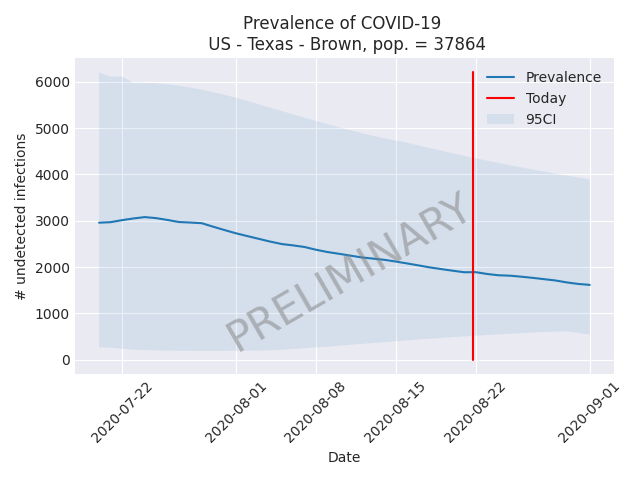 Prevalence of COVID-19
US - Texas - Brown, pop. = 37864
6000
5000
4000
3000
2000
1000
0
# undetected infections
Prevalence
Today
95CI
PRELIMINARY
2020-07-22
2020-08-01
2020-08-08
2020-08-15
2020-08-22
2020-09-01
Date